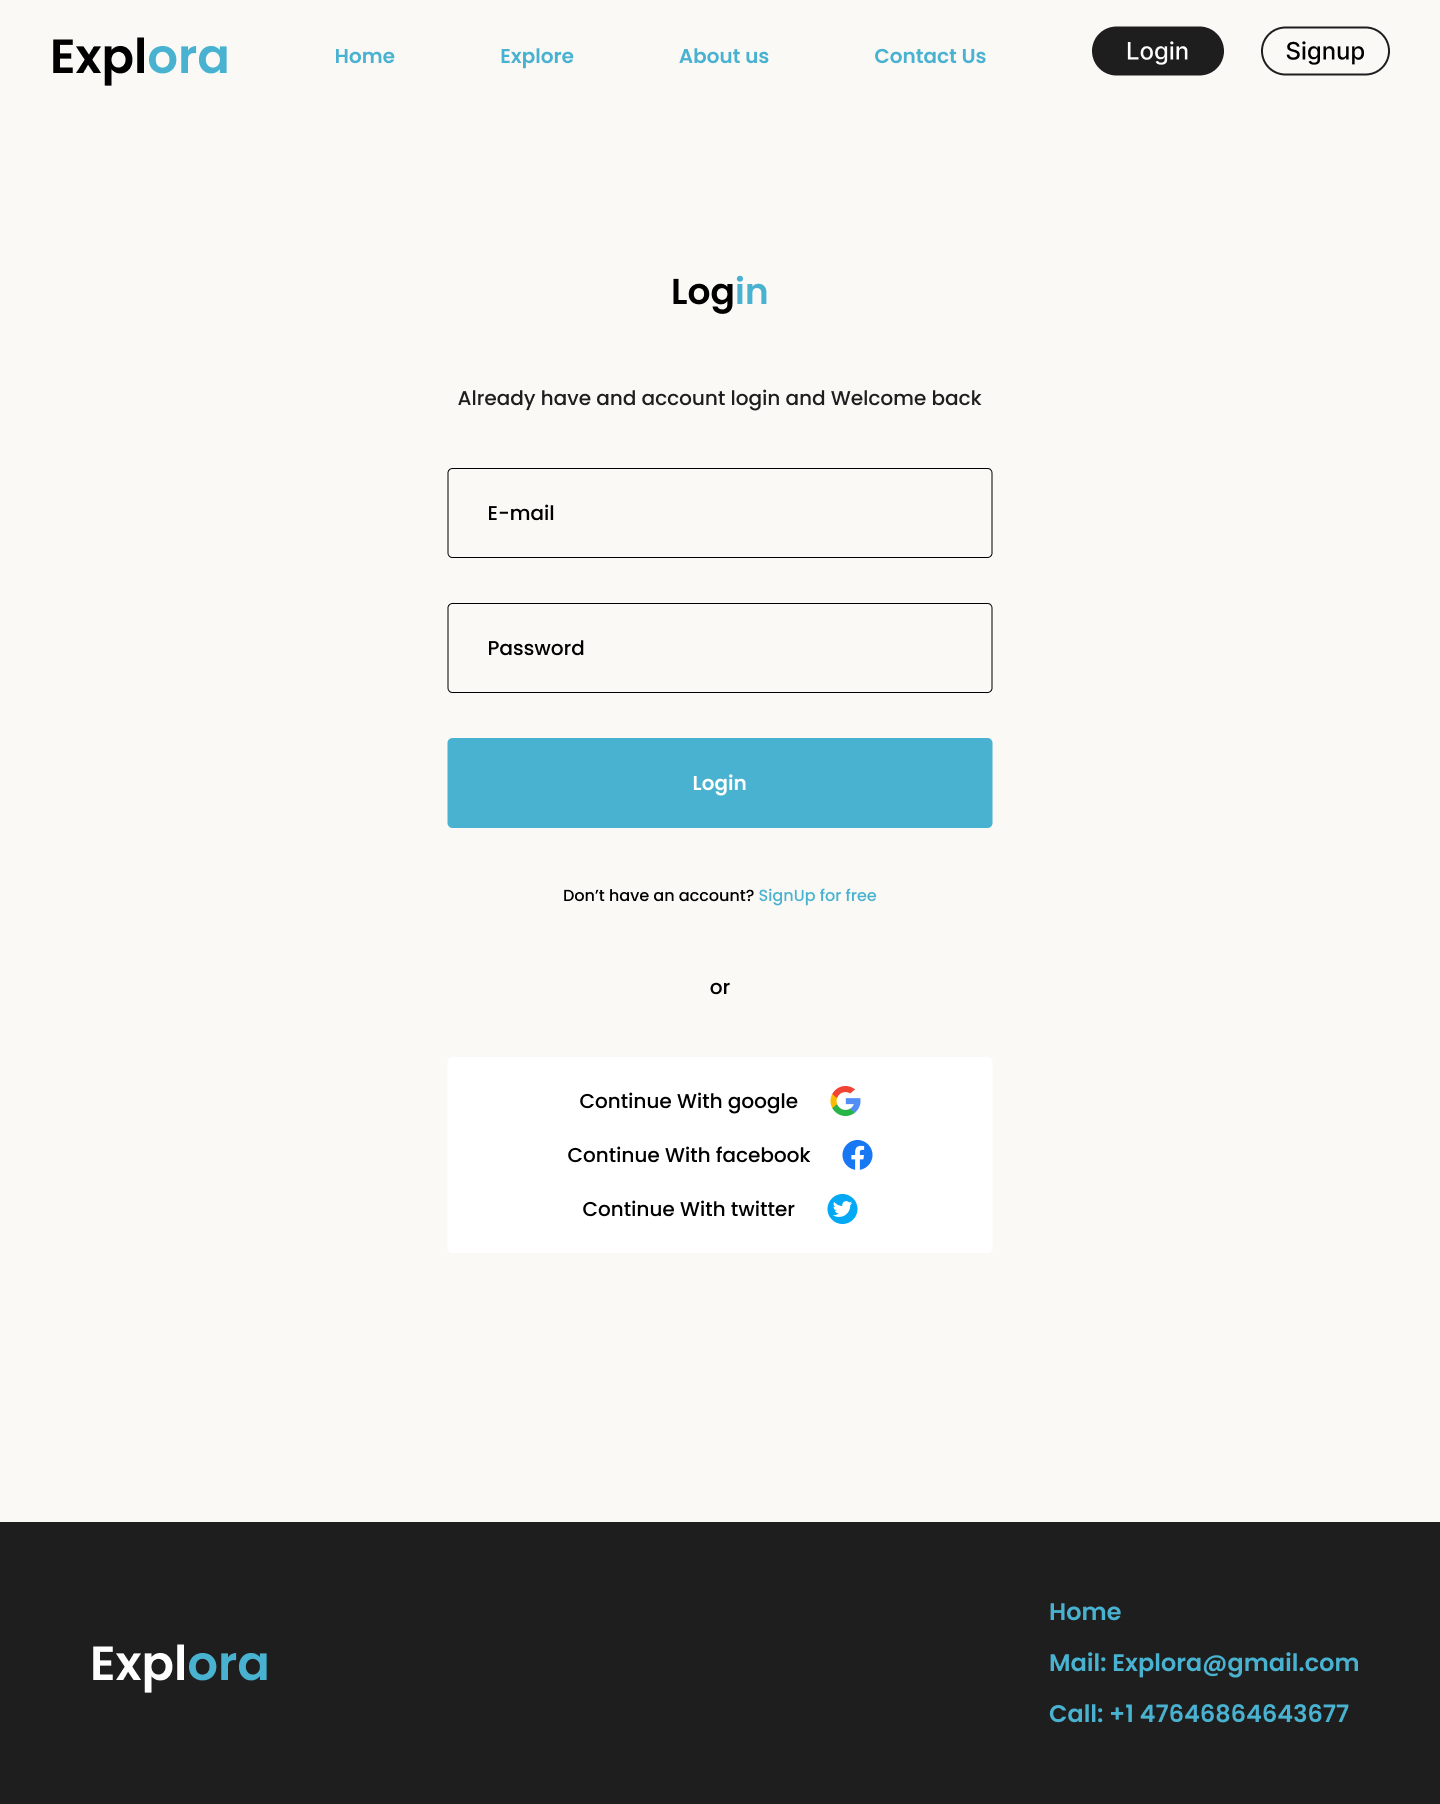 Explora Home Explore About us Contact Us Login Signup
Login
Already have and account login and Welcome back
E-mail
Password
Login
Don’t have an account? SignUp for free
or
Continue With google
Continue With facebook
Continue With twitter
Explora
Home
Mail: Explora@gmail.com
Call: +1 47646864643677